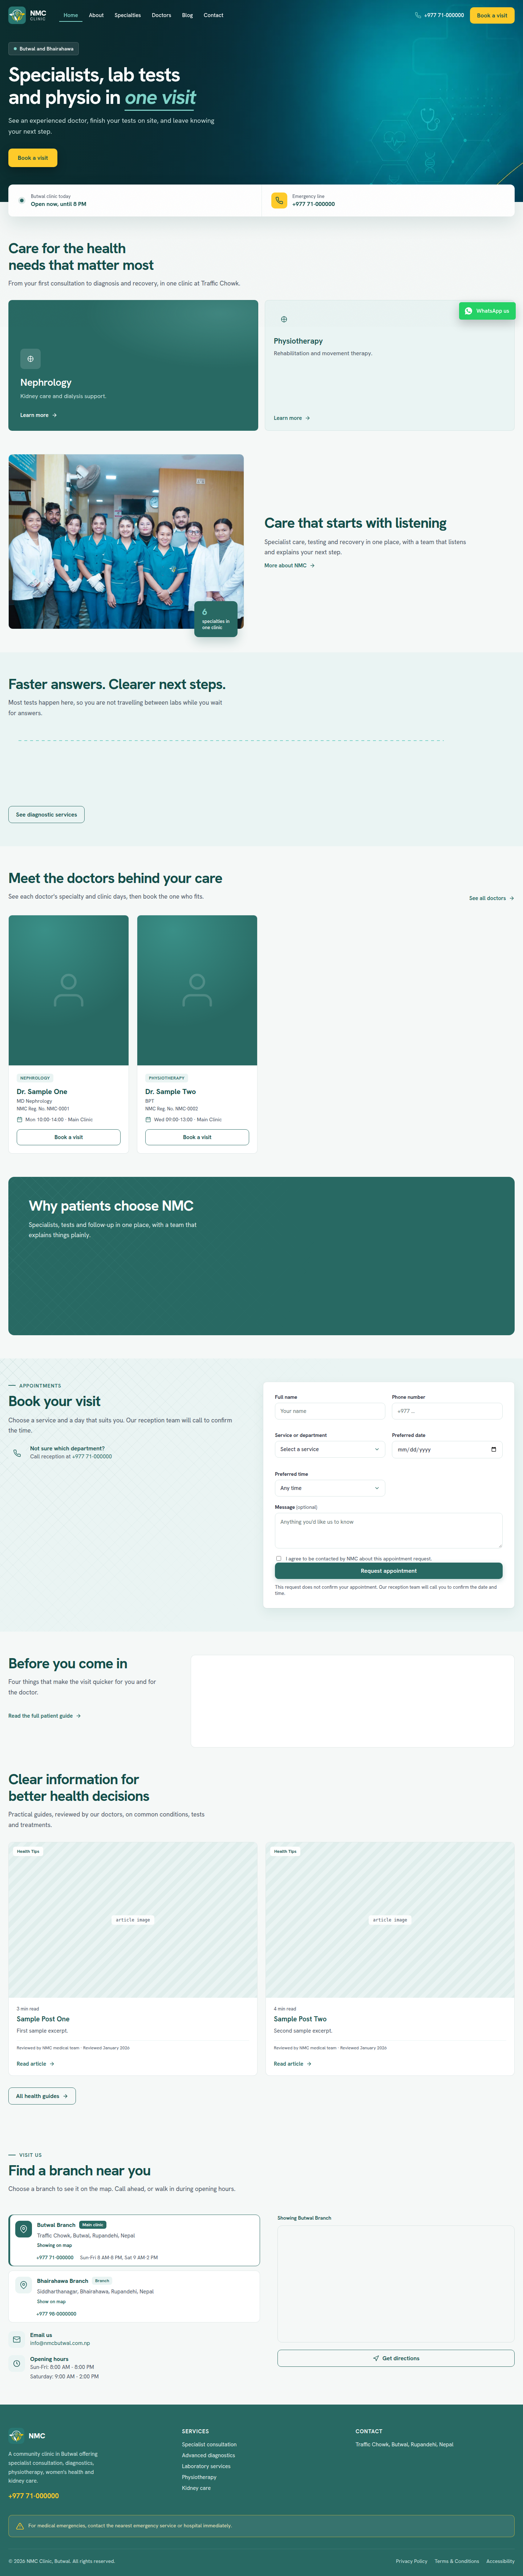 NMC
CLINIC
Home
About
Specialties
Doctors
Blog
Contact
+977 71-000000
Book a visit
Butwal and Bhairahawa
Specialists, lab tests
and physio in one visit
See an experienced doctor, finish your tests on site, and leave knowing
your next step.
Book a visit
Butwal clinic today
Open now, until 8 PM
Emergency line
+977 71-000000
Care for the health
needs that matter most
From your first consultation to diagnosis and recovery, in one clinic at Traffic Chowk.
WhatsApp us
Nephrology
Kidney care and dialysis support.
Learn more
Physiotherapy
Rehabilitation and movement therapy.
Learn more
6
specialties in
one clinic
Care that starts with listening
Specialist care, testing and recovery in one place, with a team that listens
and explains your next step.
More about NMC
Faster answers. Clearer next steps.
Most tests happen here, so you are not travelling between labs while you wait
for answers.
See diagnostic services
Meet the doctors behind your care
See each doctor's specialty and clinic days, then book the one who fits.
See all doctors
NEPHROLOGY
Dr. Sample One
MD Nephrology
NMC Reg. No. NMC-0001
Mon 10:00-14:00 · Main Clinic
Book a visit
PHYSIOTHERAPY
Dr. Sample Two
BPT
NMC Reg. No. NMC-0002
Wed 09:00-13:00 · Main Clinic
Book a visit
Why patients choose NMC
Specialists, tests and follow-up in one place, with a team that
explains things plainly.
APPOINTMENTS
Book your visit
Choose a service and a day that suits you. Our reception team will call to confirm
the time.
Not sure which department?
Call reception at +977 71-000000
Full name
Your name
Phone number
+977 ...
Service or department
Select a service
Preferred date
mm/dd/yyyy
Preferred time
Any time
Message (optional)
Anything you'd like us to know
I agree to be contacted by NMC about this appointment request.
Request appointment
This request does not confirm your appointment. Our reception team will call you to confirm the date and
time.
Before you come in
Four things that make the visit quicker for you and for
the doctor.
Read the full patient guide
Clear information for
better health decisions
Practical guides, reviewed by our doctors, on common conditions, tests
and treatments.
Health Tips
article image
3 min read
Sample Post One
First sample excerpt.
Reviewed by NMC medical team · Reviewed January 2026
Read article
Health Tips
article image
4 min read
Sample Post Two
Second sample excerpt.
Reviewed by NMC medical team · Reviewed January 2026
Read article
All health guides
VISIT US
Find a branch near you
Choose a branch to see it on the map. Call ahead, or walk in during opening hours.
Butwal Branch
Main clinic
Traffic Chowk, Butwal, Rupandehi, Nepal
Showing on map
+977 71-000000
Sun-Fri 8 AM-8 PM, Sat 9 AM-2 PM
Bhairahawa Branch
Branch
Siddharthanagar, Bhairahawa, Rupandehi, Nepal
Show on map
+977 98-0000000
Email us
info@nmcbutwal.com.np
Opening hours
Sun-Fri: 8:00 AM - 8:00 PM
Saturday: 9:00 AM - 2:00 PM
Showing Butwal Branch
Get directions
NMC
A community clinic in Butwal offering
specialist consultation, diagnostics,
physiotherapy, women's health and
kidney care.
+977 71-000000
SERVICES
Specialist consultation
Advanced diagnostics
Laboratory services
Physiotherapy
Kidney care
CONTACT
Traffic Chowk, Butwal, Rupandehi, Nepal
For medical emergencies, contact the nearest emergency service or hospital immediately.
© 2026 NMC Clinic, Butwal. All rights reserved.
Privacy Policy
Terms & Conditions
Accessibility